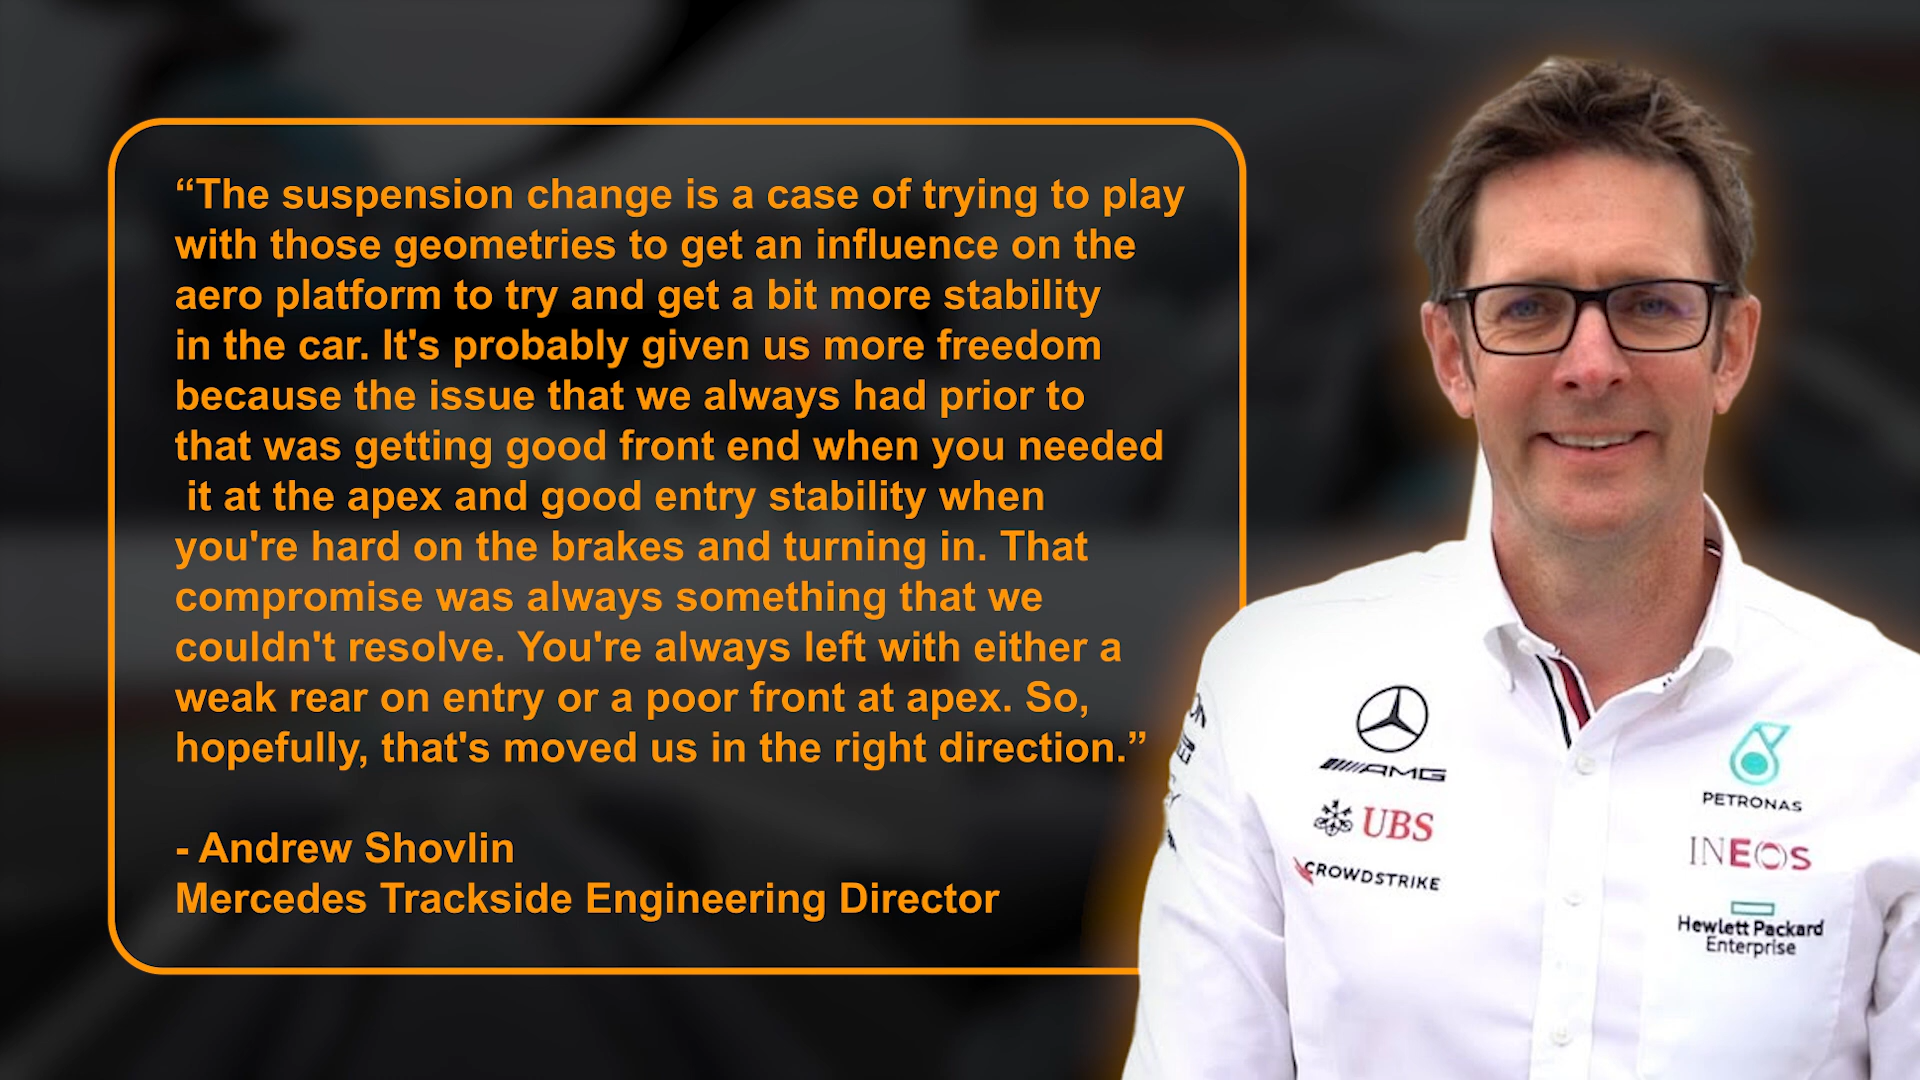 “The suspension change is a case of trying to play
with those geometries to get an influence on the
aero platform to try and get a bit more stability
in the car. It's probably given us more freedom
because the issue that we always had prior to
that was getting good front end when you needed
it at the apex and good entry stability when
you're hard on the brakes and turning in. That
compromise was always something that we
couldn't resolve. You're always left with either a
weak rear on entry or a poor front at apex. So,
hopefully, that's moved us in the right direction.”
- Andrew Shovlin
Mercedes Trackside Engineering Director
AMG
UBS
CROWDSTRIKE
PETRONAS
INEOS
Hewlett Packard
Enterprise